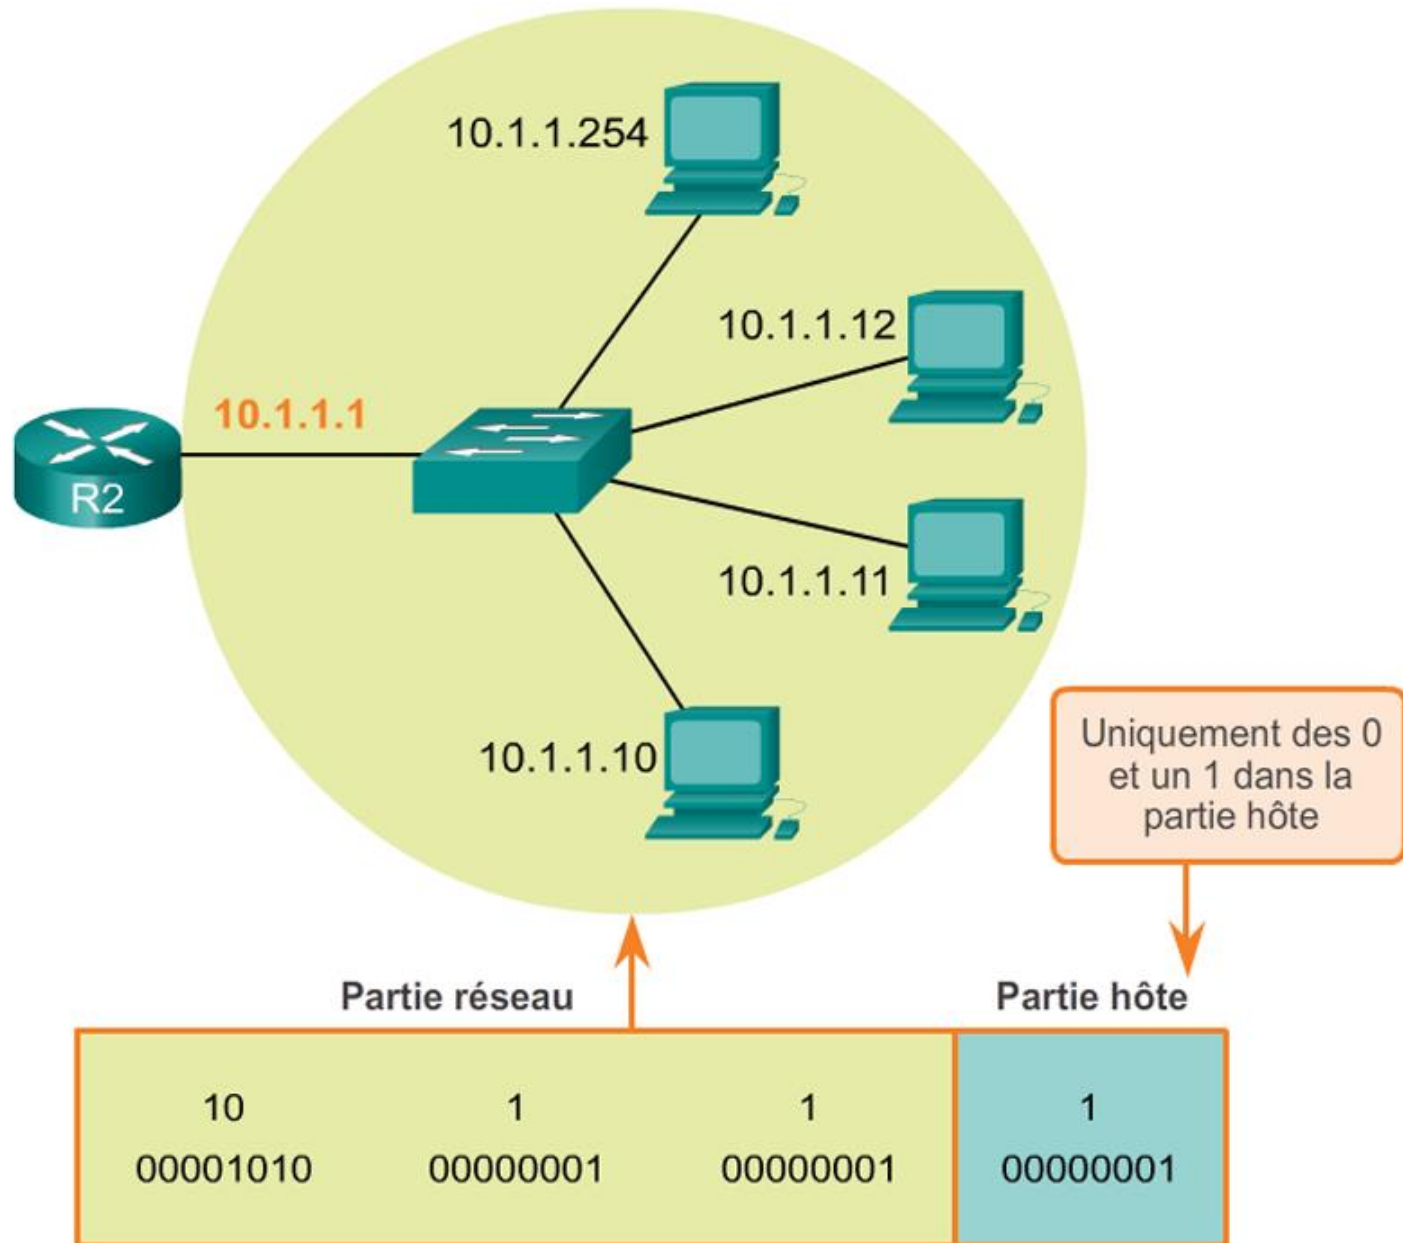 10.1.1.254
10.1.1.12
10.1.1.1
R2
10.1.1.11
10.1.1.10
Uniquement des 0
et un 1 dans la
partie hôte
Partie réseau
Partie hôte
10 1 1 1
00001010 00000001 00000001 00000001